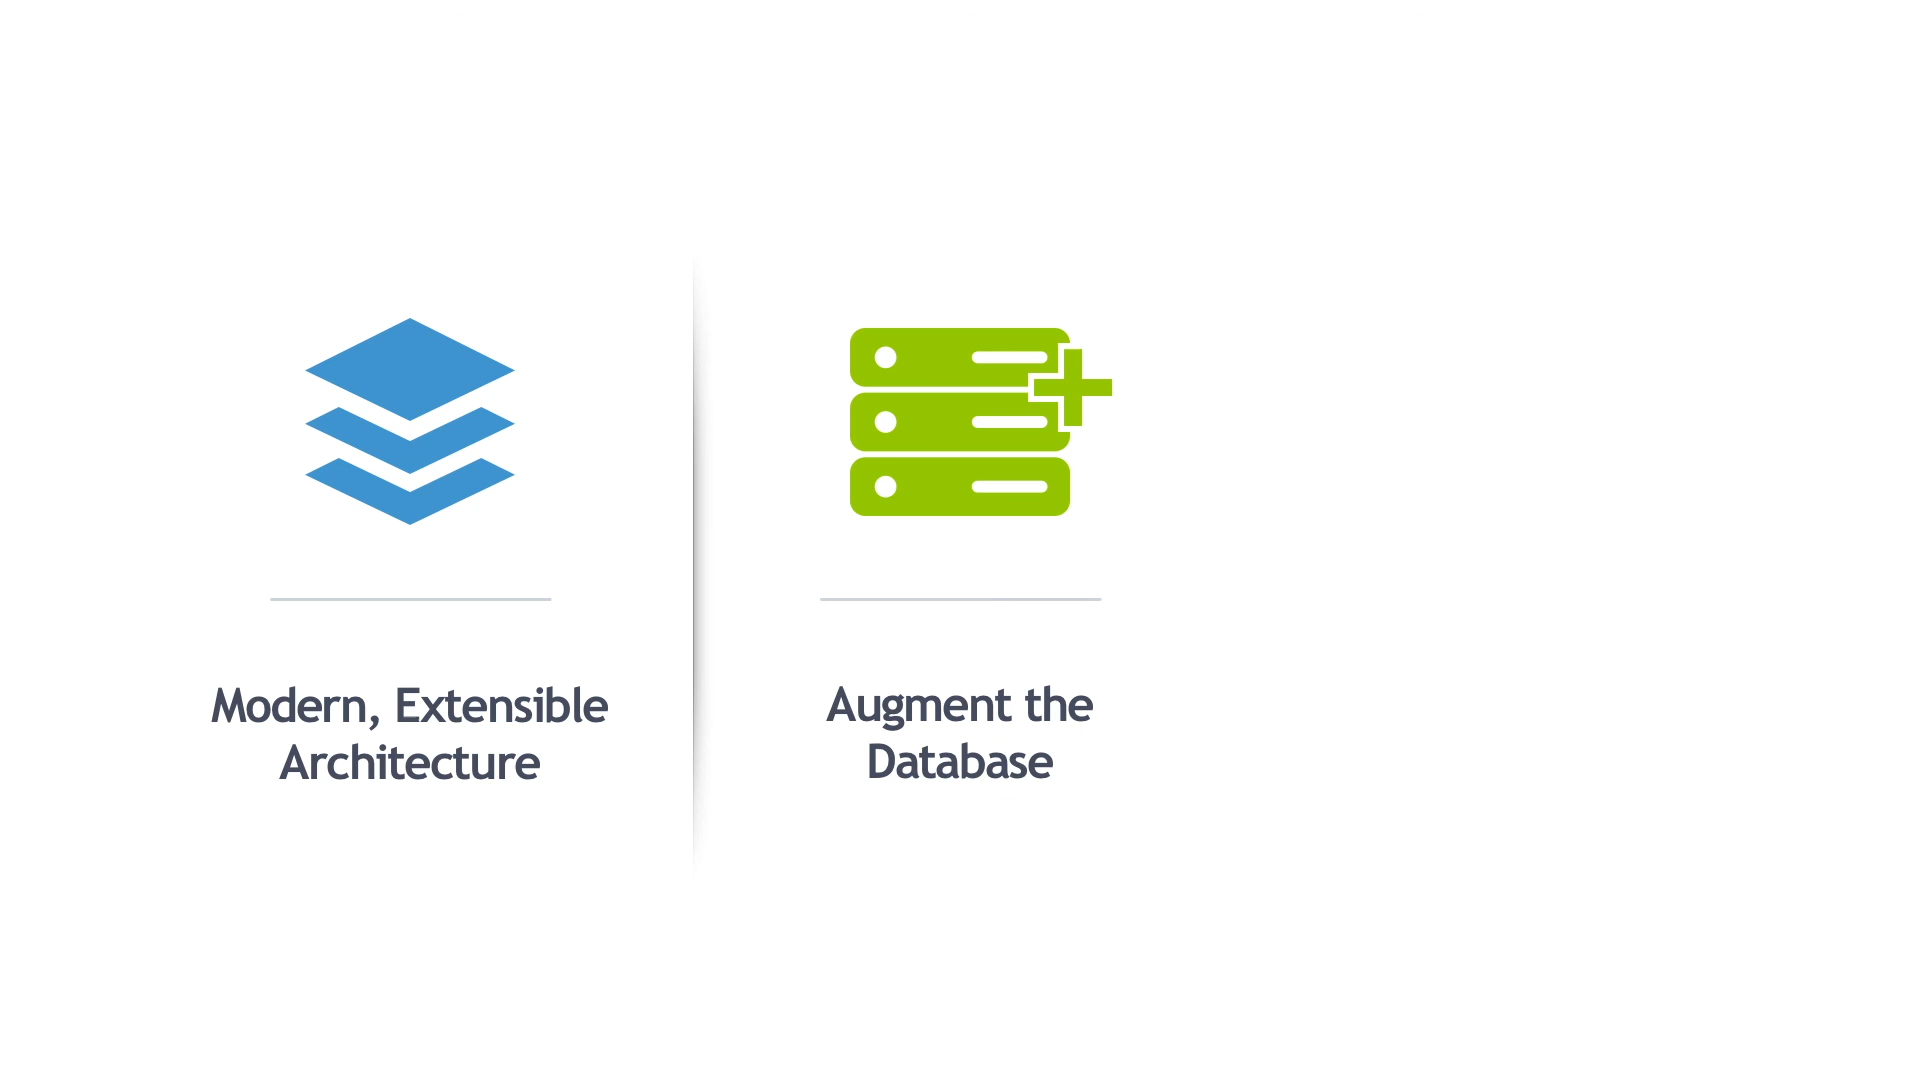 Modern, Extensible
Architecture
Augment the
Database